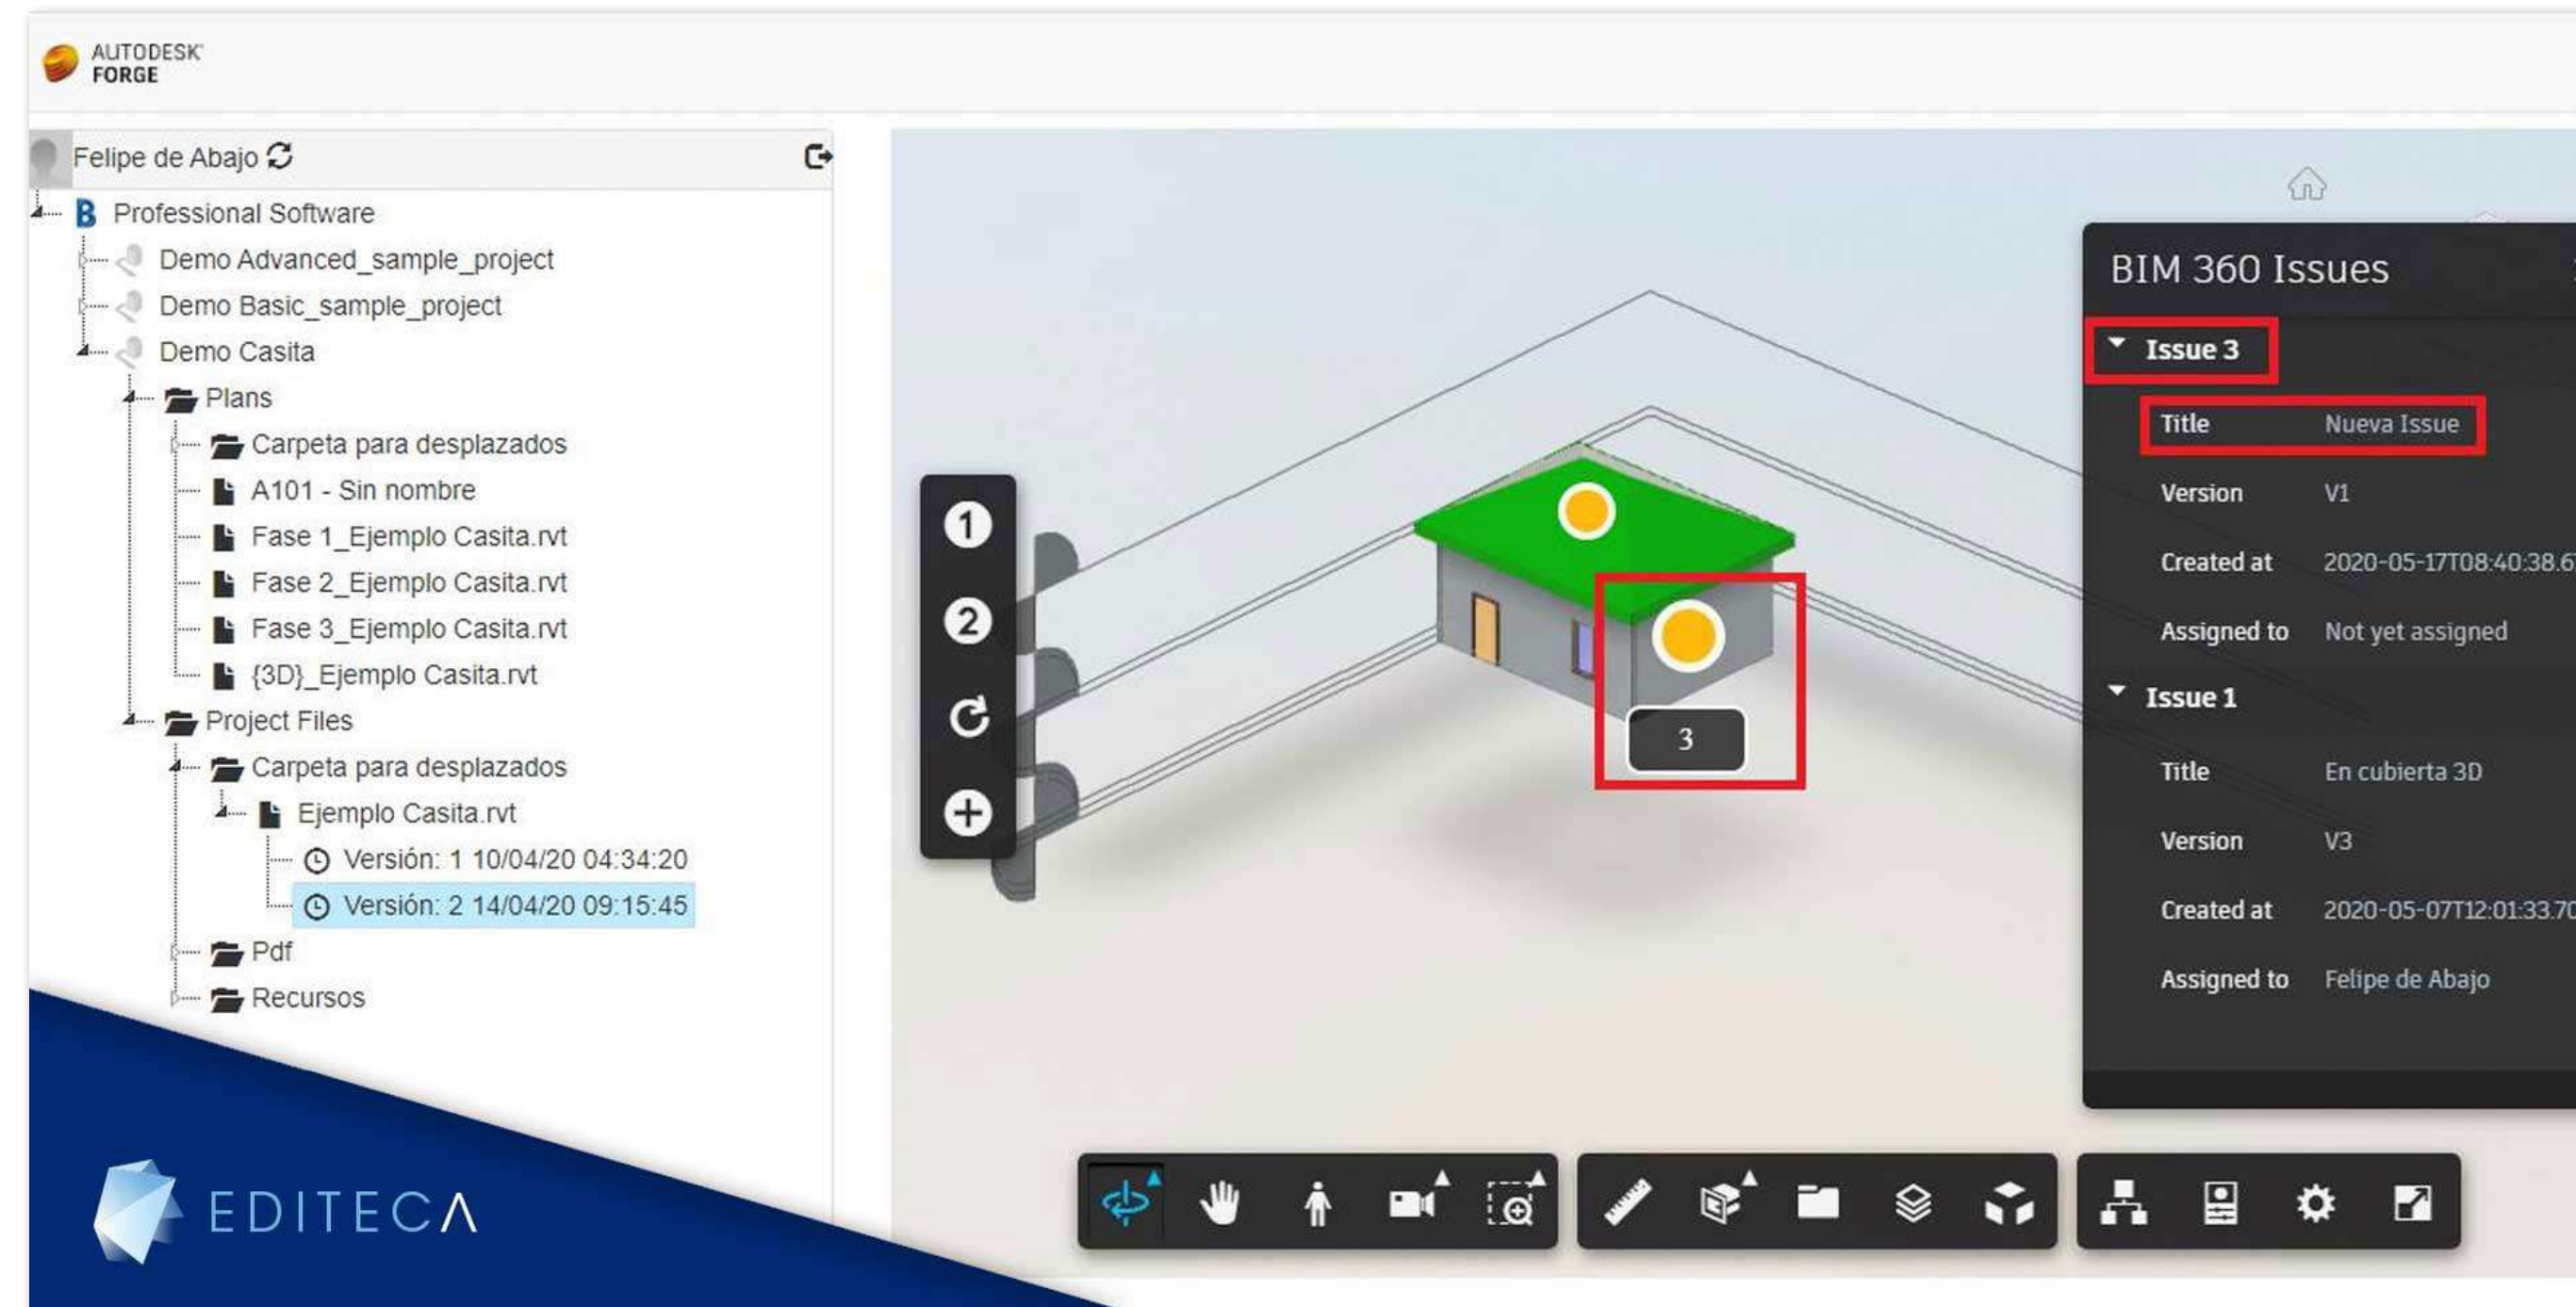 AUTODESK
FORGE
Felipe de Abajo
B Professional Software
Demo Advanced_sample_project
Demo Basic_sample_project
Demo Casita
Plans
Carpeta para desplazados
A101 - Sin nombre
Fase 1_Ejemplo Casita.rvt
Fase 2_Ejemplo Casita.rvt
Fase 3_Ejemplo Casita.rvt
{3D}_Ejemplo Casita.rvt
Project Files
Carpeta para desplazados
Ejemplo Casita.rvt
Versión: 1 10/04/20 04:34:20
Versión: 2 14/04/20 09:15:45
Pdf
Recursos
EDITECA
1
2
3
BIM 360 Issues
Issue 3
Title Nueva Issue
Version V1
Created at 2020-05-17T08:40:38.6
Assigned to Not yet assigned
Issue 1
Title En cubierta 3D
Version V3
Created at 2020-05-07T12:01:33.70
Assigned to Felipe de Abajo